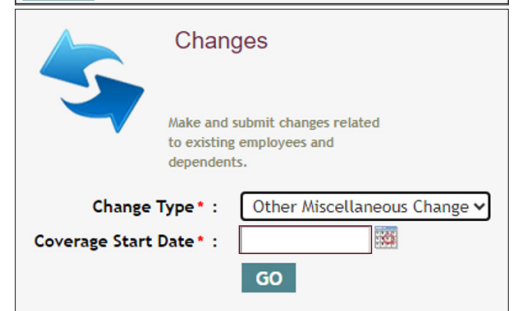 Changes
Make and submit changes related
to existing employees and
dependents.
Change Type* : Other Miscellaneous Change
Coverage Start Date* :
GO